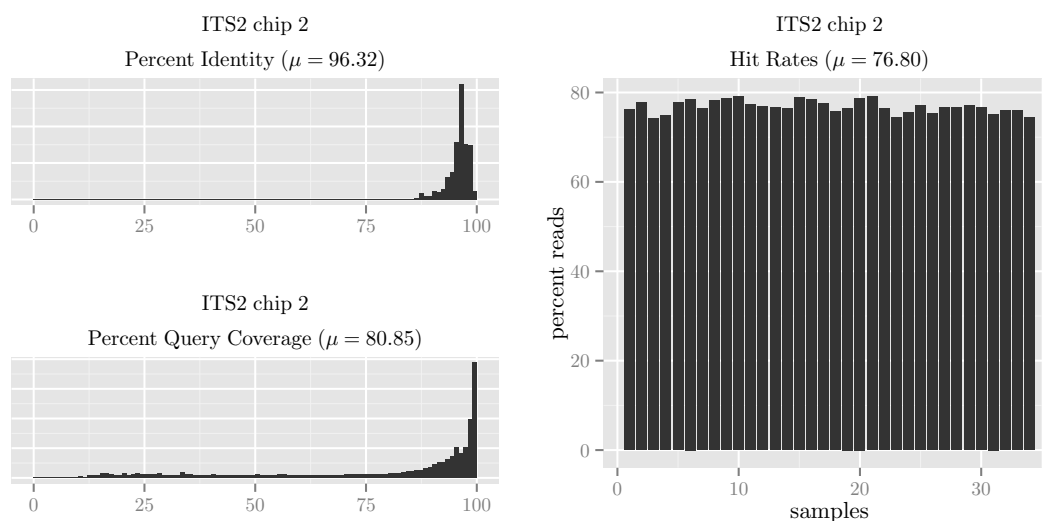 ITS2 chip 2
Percent Identity (μ = 96.32)
0 25 50 75 100
ITS2 chip 2
Percent Query Coverage (μ = 80.85)
0 25 50 75 100
ITS2 chip 2
Hit Rates (μ = 76.80)
80
60
40
20
0
percent reads
0 10 20 30
samples